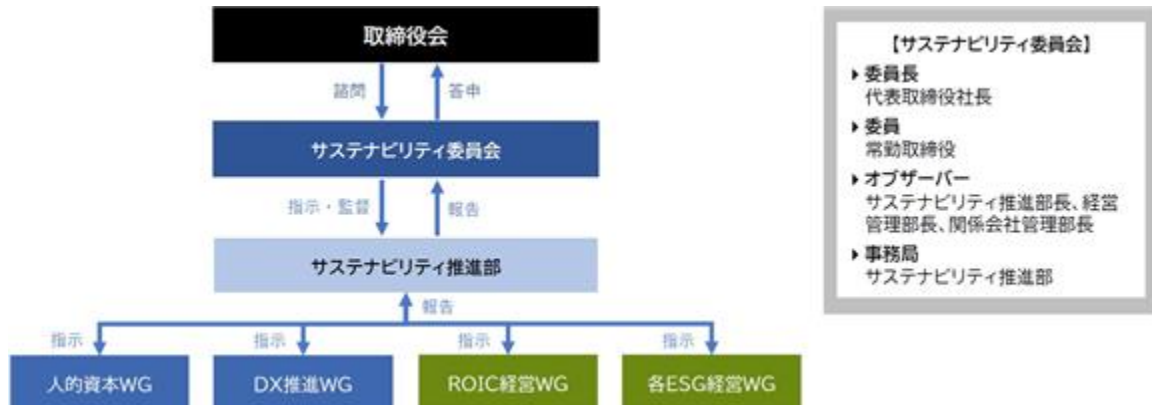 取締役会
諮問
答申
サステナビリティ委員会
指示・監督
報告
サステナビリティ推進部
報告
指示
指示
指示
指示
人的資本WG
DX推進WG
ROIC経営WG
各ESG経営WG
【サステナビリティ委員会】
委員長
代表取締役社長
委員
常勤取締役
オブザーバー
サステナビリティ推進部長、経営
管理部長、関係会社管理部長
事務局
サステナビリティ推進部